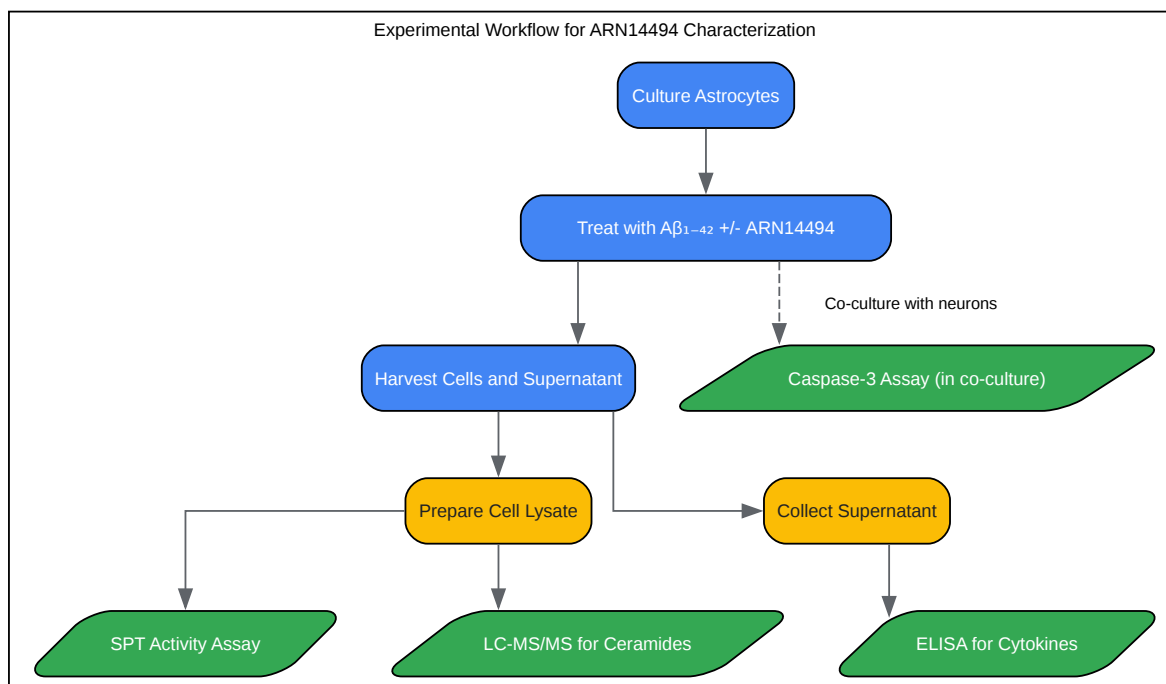 Experimental Workflow for ARN14494 Characterization
Culture Astrocytes
Treat with Aβ₁₋₄₂ +/- ARN14494
Co-culture with neurons
Harvest Cells and Supernatant
Caspase-3 Assay (in co-culture)
Prepare Cell Lysate
Collect Supernatant
SPT Activity Assay
LC-MS/MS for Ceramides
ELISA for Cytokines